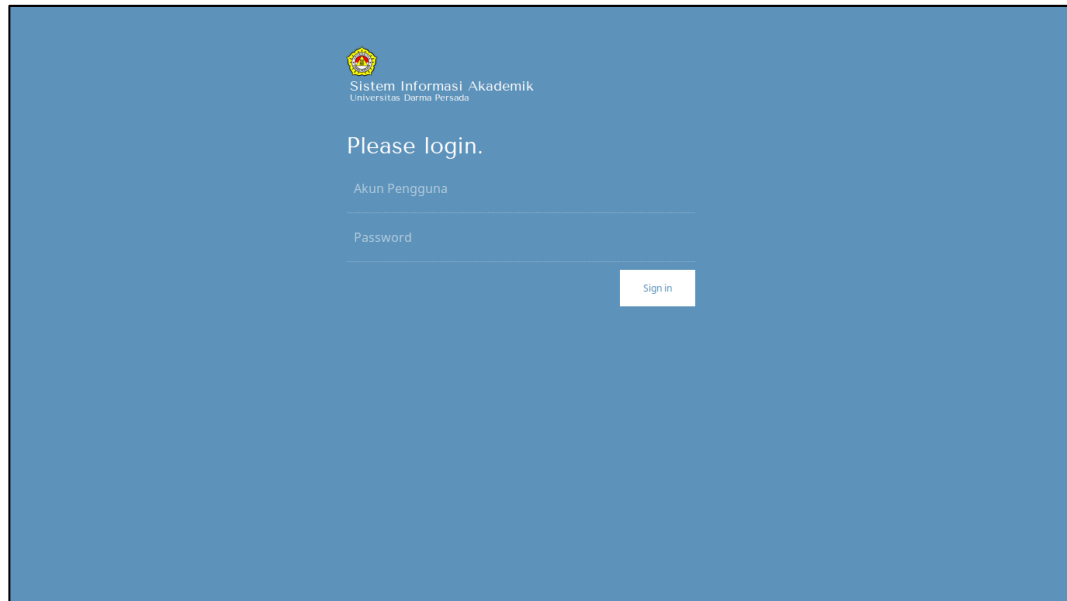 Sistem Informasi Akademik
Universitas Darma Persada
Please login.
Akun Pengguna
Password
Sign in